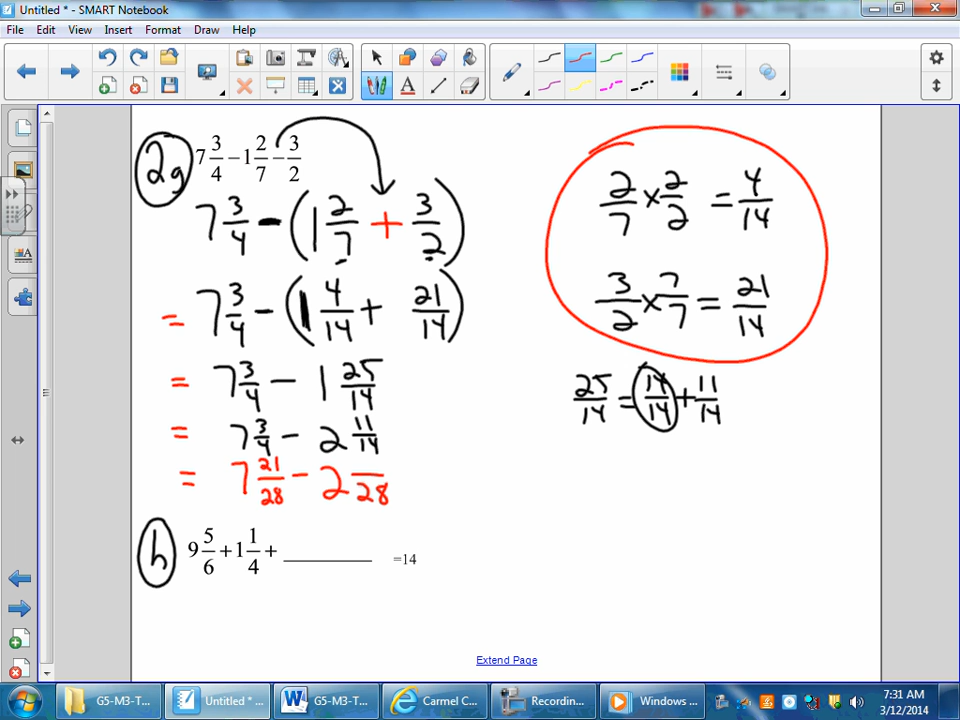 Untitled * - SMART Notebook
File Edit View Insert Format Draw Help
2g 7 3/4 − 1 2/7 − 3/2
7 3/4 − (1 2/7 + 3/2)
= 7 3/4 − (1 4/14 + 21/14)
= 7 3/4 − 1 25/14
= 7 3/4 − 2 11/14
= 7 21/28 − 2 /28
2/7 × 2/2 = 4/14
3/2 × 7/7 = 21/14
25/14 = 14/14 + 11/14
h 9 5/6 + 1 1/4 + __________ =14
Extend Page
G5-M3-T...
Untitled * ...
G5-M3-T...
Carmel C...
Recordin...
Windows ...
7:31 AM
3/12/2014